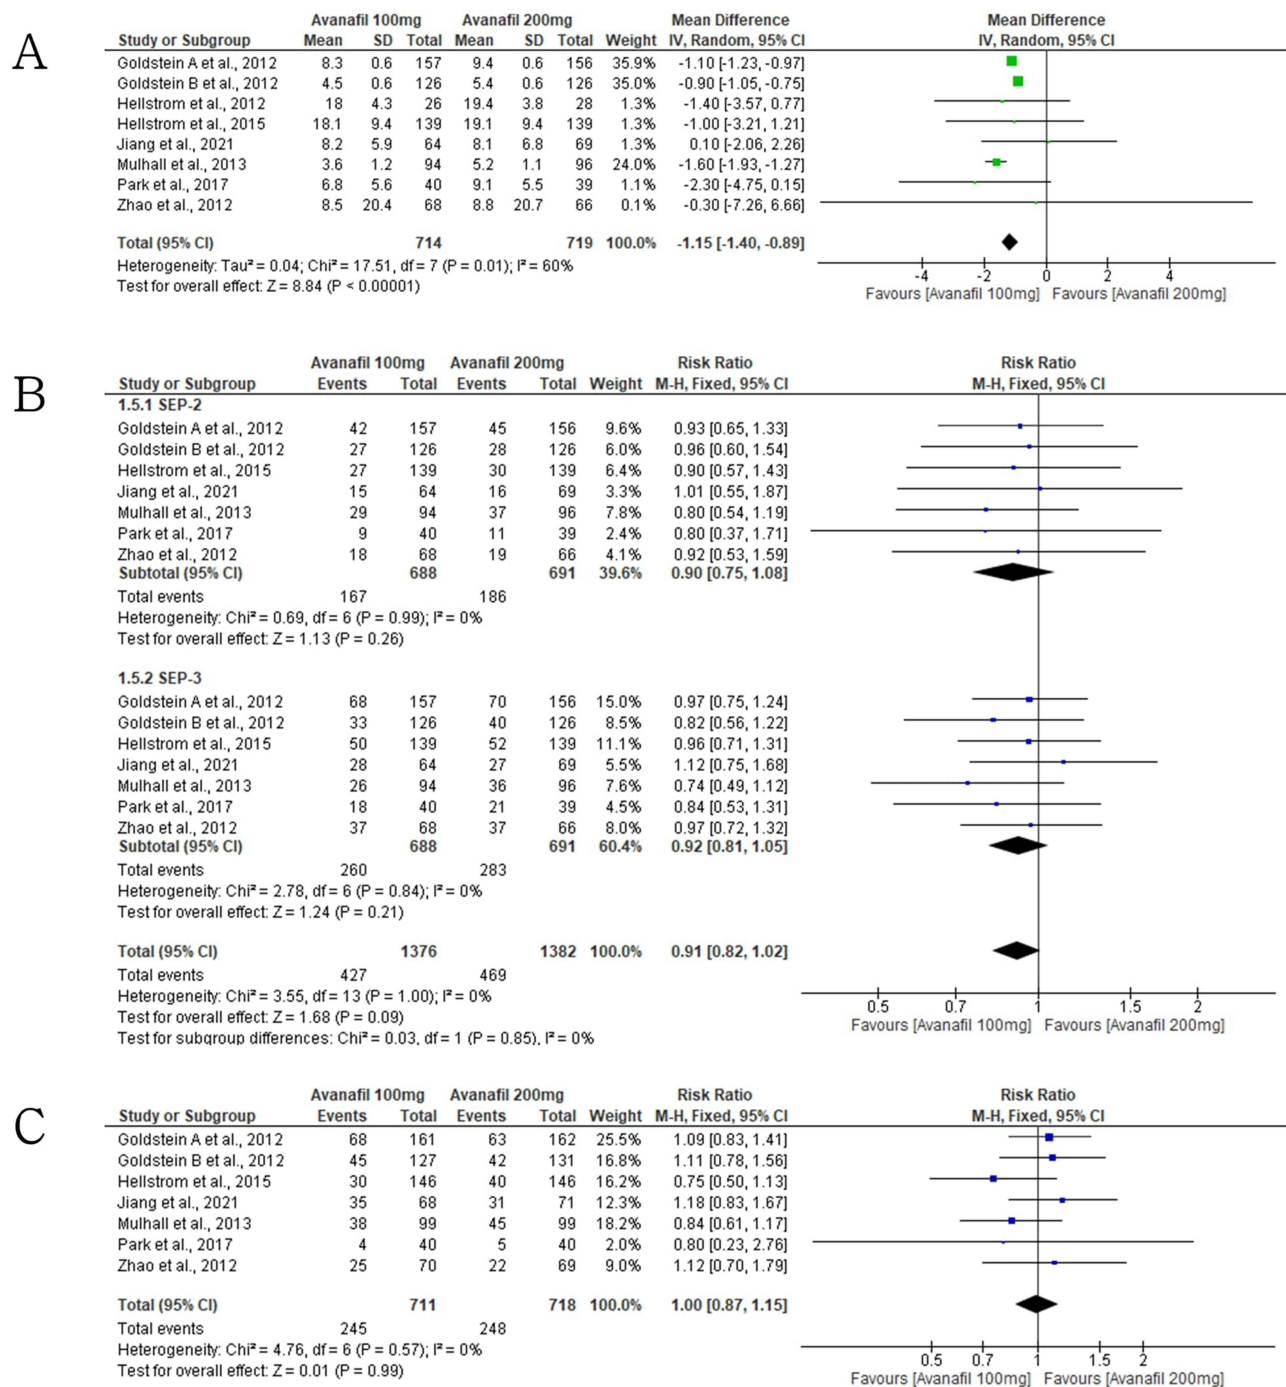 A
Avanafil 100mg Avanafil 200mg Mean Difference Mean Difference
Study or Subgroup Mean SD Total Mean SD Total Weight IV, Random, 95% CI IV, Random, 95% CI
Goldstein A et al., 2012 8.3 0.6 157 9.4 0.6 156 35.9% -1.10 [-1.23, -0.97]
Goldstein B et al., 2012 4.5 0.6 126 5.4 0.6 126 35.0% -0.90 [-1.05, -0.75]
Hellstrom et al., 2012 18 4.3 26 19.4 3.8 28 1.3% -1.40 [-3.57, 0.77]
Hellstrom et al., 2015 18.1 9.4 139 19.1 9.4 139 1.3% -1.00 [-3.21, 1.21]
Jiang et al., 2021 8.2 5.9 64 8.1 6.8 69 1.3% 0.10 [-2.06, 2.26]
Mulhall et al., 2013 3.6 1.2 94 5.2 1.1 96 24.0% -1.60 [-1.93, -1.27]
Park et al., 2017 6.8 5.6 40 9.1 5.5 39 1.1% -2.30 [-4.75, 0.15]
Zhao et al., 2012 8.5 20.4 68 8.8 20.7 66 0.1% -0.30 [-7.26, 6.66]
Total (95% CI) 714 719 100.0% -1.15 [-1.40, -0.89]
Heterogeneity: Tau² = 0.04; Chi² = 17.51, df = 7 (P = 0.01); I² = 60%
Test for overall effect: Z = 8.84 (P < 0.00001)
-4 -2 0 2 4
Favours [Avanafil 100mg] Favours [Avanafil 200mg]
B
Avanafil 100mg Avanafil 200mg Risk Ratio Risk Ratio
Study or Subgroup Events Total Events Total Weight M-H, Fixed, 95% CI M-H, Fixed, 95% CI
1.5.1 SEP-2
Goldstein A et al., 2012 42 157 45 156 9.6% 0.93 [0.65, 1.33]
Goldstein B et al., 2012 27 126 28 126 6.0% 0.96 [0.60, 1.54]
Hellstrom et al., 2015 27 139 30 139 6.4% 0.90 [0.57, 1.43]
Jiang et al., 2021 15 64 16 69 3.3% 1.01 [0.55, 1.87]
Mulhall et al., 2013 29 94 37 96 7.8% 0.80 [0.54, 1.19]
Park et al., 2017 9 40 11 39 2.4% 0.80 [0.37, 1.71]
Zhao et al., 2012 18 68 19 66 4.1% 0.92 [0.53, 1.59]
Subtotal (95% CI) 688 691 39.6% 0.90 [0.75, 1.08]
Total events 167 186
Heterogeneity: Chi² = 0.69, df = 6 (P = 0.99); I² = 0%
Test for overall effect: Z = 1.13 (P = 0.26)
1.5.2 SEP-3
Goldstein A et al., 2012 68 157 70 156 15.0% 0.97 [0.75, 1.24]
Goldstein B et al., 2012 33 126 40 126 8.5% 0.82 [0.56, 1.22]
Hellstrom et al., 2015 50 139 52 139 11.1% 0.96 [0.71, 1.31]
Jiang et al., 2021 28 64 27 69 5.5% 1.12 [0.75, 1.68]
Mulhall et al., 2013 26 94 36 96 7.6% 0.74 [0.49, 1.12]
Park et al., 2017 18 40 21 39 4.5% 0.84 [0.53, 1.31]
Zhao et al., 2012 37 68 37 66 8.0% 0.97 [0.72, 1.32]
Subtotal (95% CI) 688 691 60.4% 0.92 [0.81, 1.05]
Total events 260 283
Heterogeneity: Chi² = 2.78, df = 6 (P = 0.84); I² = 0%
Test for overall effect: Z = 1.24 (P = 0.21)
Total (95% CI) 1376 1382 100.0% 0.91 [0.82, 1.02]
Total events 427 469
Heterogeneity: Chi² = 3.55, df = 13 (P = 1.00); I² = 0%
Test for overall effect: Z = 1.68 (P = 0.09)
Test for subgroup differences: Chi² = 0.03, df = 1 (P = 0.85), I² = 0%
0.5 0.7 1 1.5 2
Favours [Avanafil 100mg] Favours [Avanafil 200mg]
C
Avanafil 100mg Avanafil 200mg Risk Ratio Risk Ratio
Study or Subgroup Events Total Events Total Weight M-H, Fixed, 95% CI M-H, Fixed, 95% CI
Goldstein A et al., 2012 68 161 63 162 25.5% 1.09 [0.83, 1.41]
Goldstein B et al., 2012 45 127 42 131 16.8% 1.11 [0.78, 1.56]
Hellstrom et al., 2015 30 146 40 146 16.2% 0.75 [0.50, 1.13]
Jiang et al., 2021 35 68 31 71 12.3% 1.18 [0.83, 1.67]
Mulhall et al., 2013 38 99 45 99 18.2% 0.84 [0.61, 1.17]
Park et al., 2017 4 40 5 40 2.0% 0.80 [0.23, 2.76]
Zhao et al., 2012 25 70 22 69 9.0% 1.12 [0.70, 1.79]
Total (95% CI) 711 718 100.0% 1.00 [0.87, 1.15]
Total events 245 248
Heterogeneity: Chi² = 4.76, df = 6 (P = 0.57); I² = 0%
Test for overall effect: Z = 0.01 (P = 0.99)
0.5 0.7 1 1.5 2
Favours [Avanafil 100mg] Favours [Avanafil 200mg]